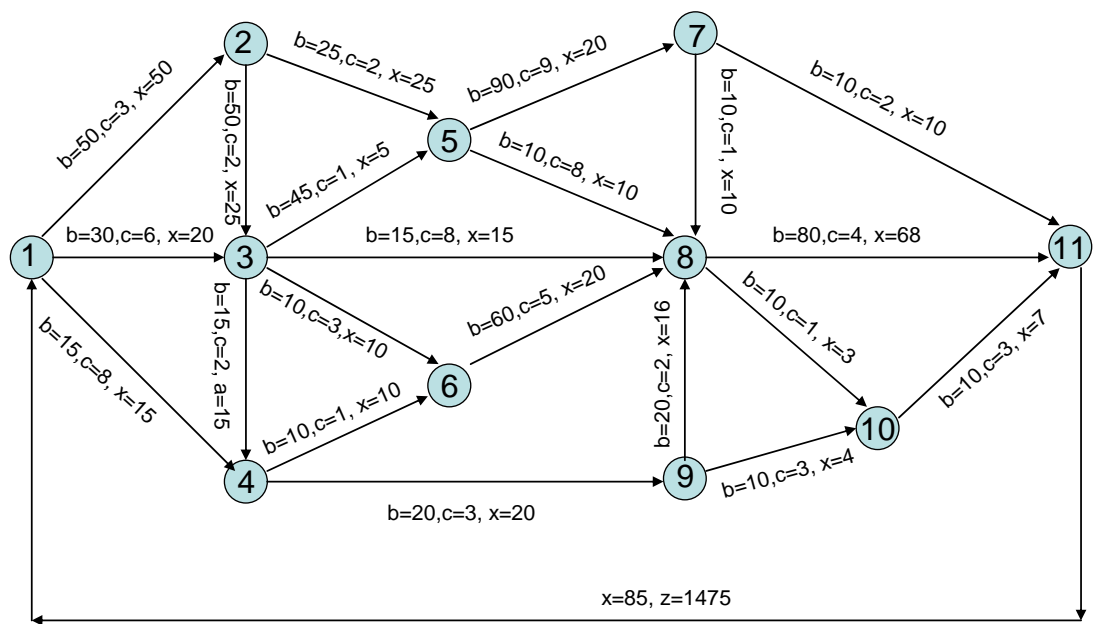 2
7
b=25,c=2, x=25
b=90,c=9, x=20
b=10,c=2, x=10
b=50,c=3, x=50
b=50,c=2, x=25
5
b=10,c=1, x=10
b=45,c=1, x=5
b=10,c=8, x=10
1
b=30,c=6, x=20
3
b=15,c=8, x=15
8
b=80,c=4, x=68
11
b=15,c=8, x=15
b=15,c=2, a=15
b=10,c=3,x=10
b=60,c=5, x=20
b=10,c=1, x=3
6
b=20,c=2, x=16
b=10,c=3, x=7
b=10,c=1, x=10
10
4
9
b=10,c=3, x=4
b=20,c=3, x=20
x=85, z=1475